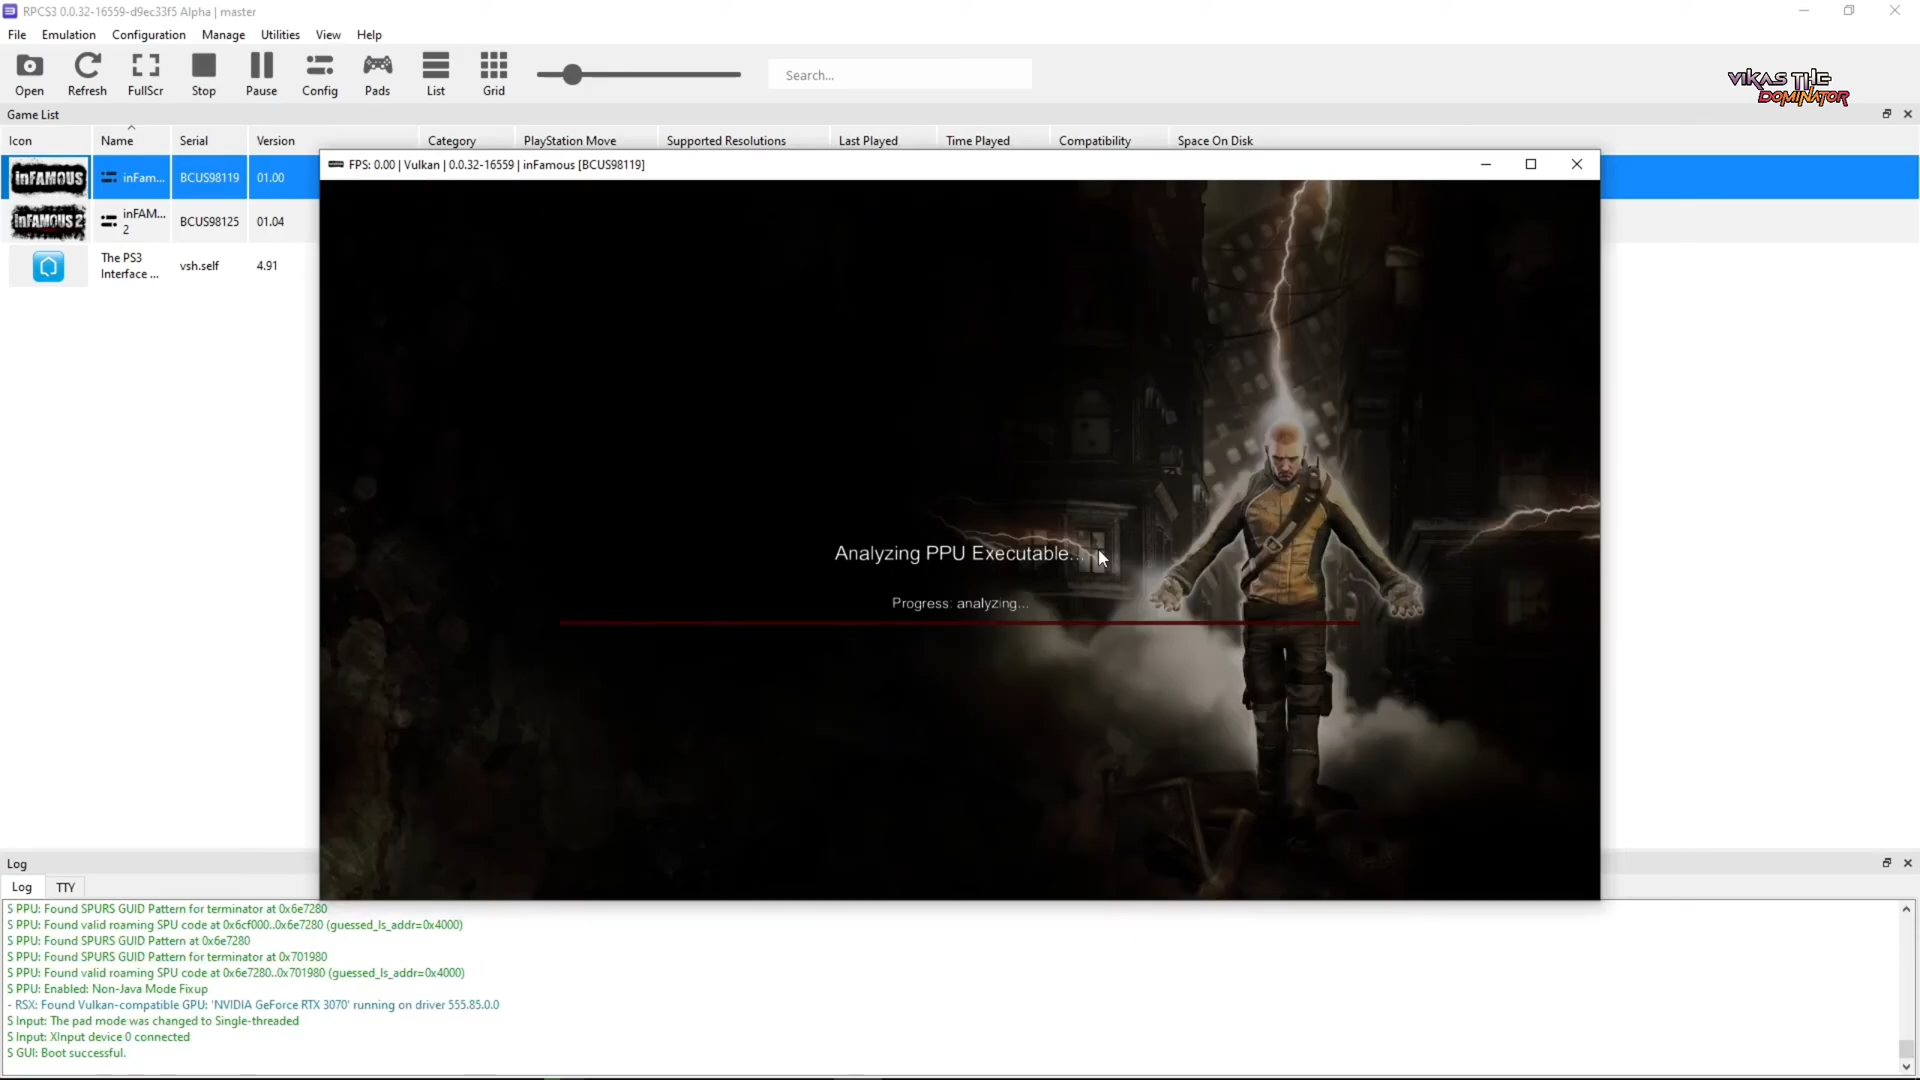 RPCS3 0.0.32-16559-d9ec33f5 Alpha | master
File Emulation Configuration Manage Utilities View Help
Open Refresh FullScr Stop Pause Config Pads List Grid Search...
VIKAS THE
DOMINATOR
Game List
Icon Name Serial Version Category PlayStation Move Supported Resolutions Last Played Time Played Compatibility Space On Disk
FPS: 0.00 | Vulkan | 0.0.32-16559 | inFamous [BCUS98119]
inFAMOUS inFam... BCUS98119 01.00
inFAMOUS 2 inFAM... 2 BCUS98125 01.04
The PS3 Interface ... vsh.self 4.91
Analyzing PPU Executable...
Progress: analyzing...
Log
Log TTY
S PPU: Found SPURS GUID Pattern for terminator at 0x6e7280
S PPU: Found valid roaming SPU code at 0x6cf000..0x6e7280 (guessed_ls_addr=0x4000)
S PPU: Found SPURS GUID Pattern at 0x6e7280
S PPU: Found SPURS GUID Pattern for terminator at 0x701980
S PPU: Found valid roaming SPU code at 0x6e7280..0x701980 (guessed_ls_addr=0x4000)
S PPU: Enabled: Non-Java Mode Fixup
- RSX: Found Vulkan-compatible GPU: 'NVIDIA GeForce RTX 3070' running on driver 555.85.0.0
S Input: The pad mode was changed to Single-threaded
S Input: XInput device 0 connected
S GUI: Boot successful.